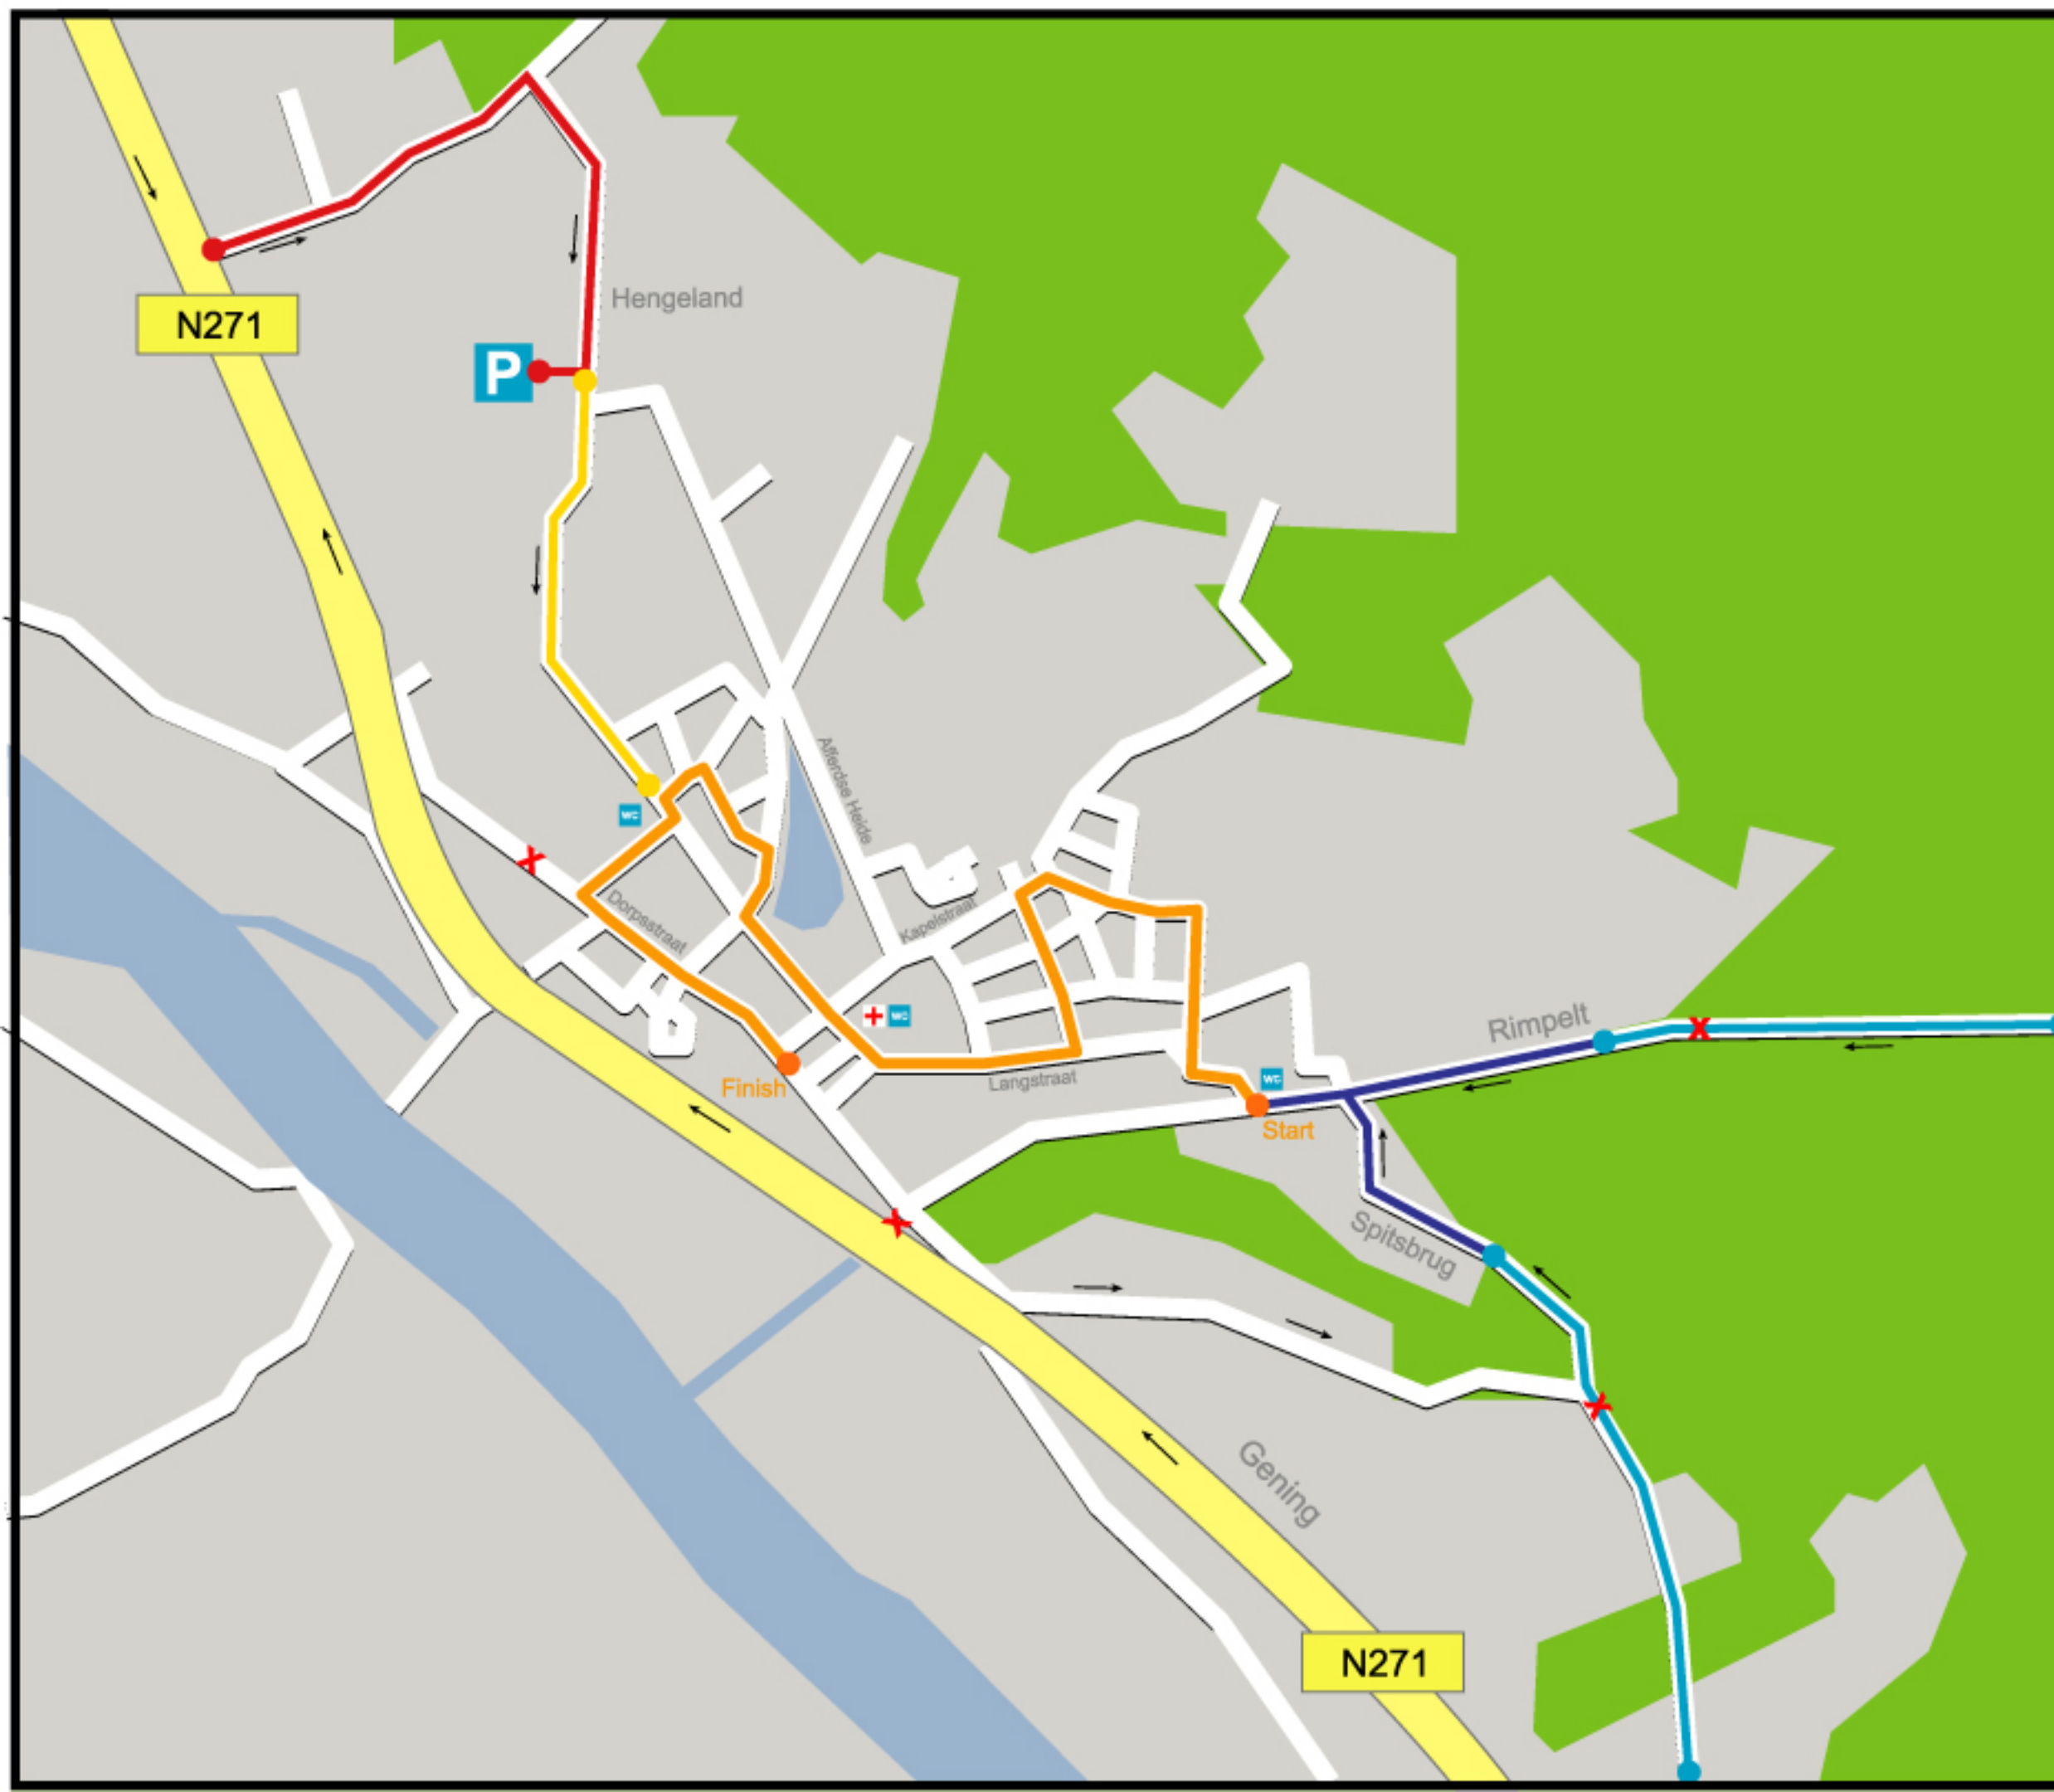 N271
Hengeland
P
Afferdse Heide
WC
X
Dorpsstraat
Kapelstraat
WC
Finish
Langstraat
WC
Start
Rimpelt
X
Spitsbrug
X
X
Gening
N271